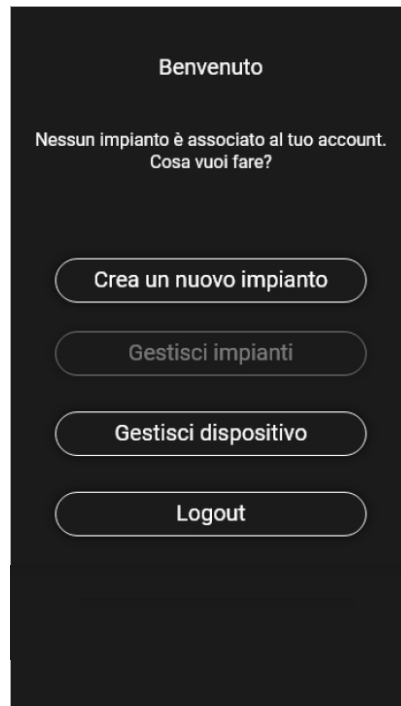 Benvenuto
Nessun impianto è associato al tuo account.
Cosa vuoi fare?
Crea un nuovo impianto
Gestisci impianti
Gestisci dispositivo
Logout